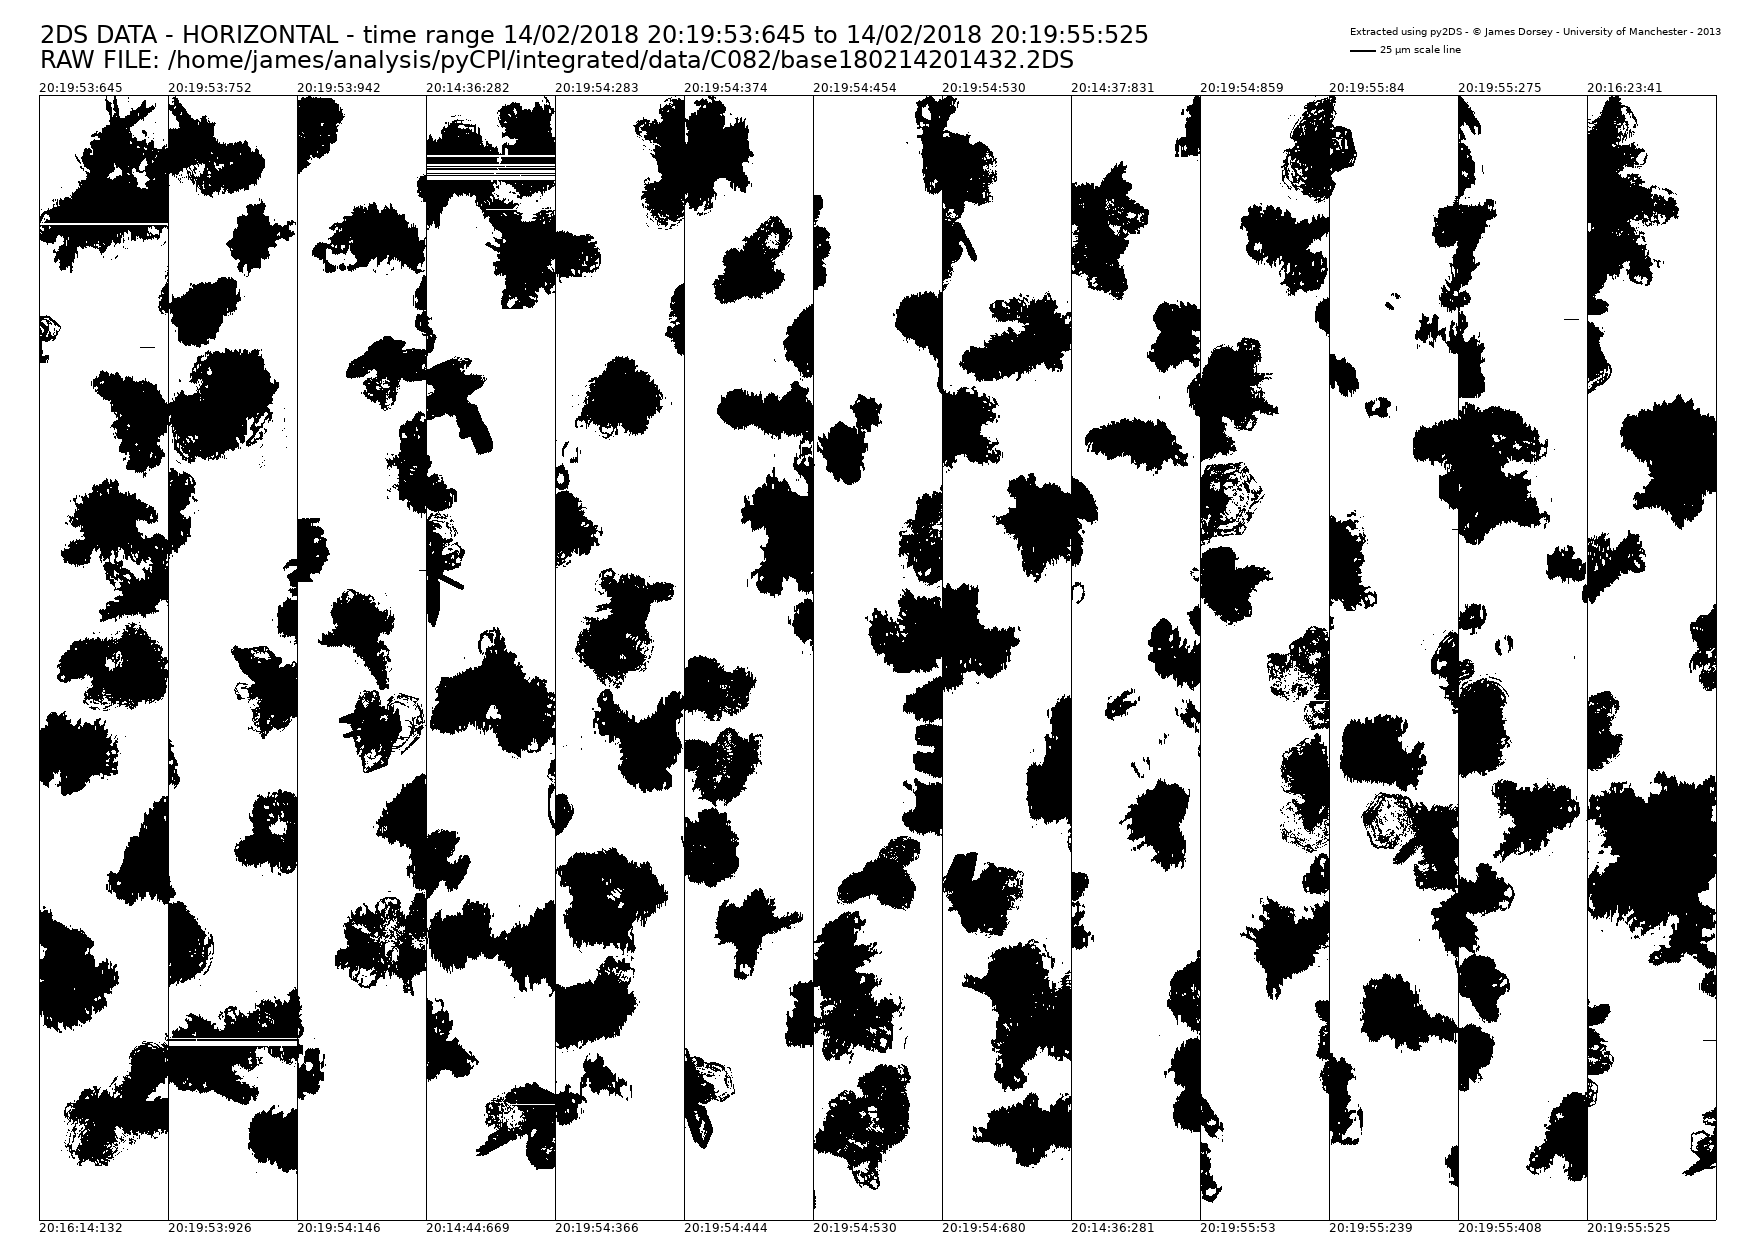 2DS DATA - HORIZONTAL - time range 14/02/2018 20:19:53:645 to 14/02/2018 20:19:55:525
RAW FILE: /home/james/analysis/pyCPI/integrated/data/C082/base180214201432.2DS
Extracted using py2DS - © James Dorsey - University of Manchester - 2013
25 µm scale line
20:19:53:645 20:19:53:752 20:19:53:942 20:14:36:282 20:19:54:283 20:19:54:374 20:19:54:454 20:19:54:530 20:14:37:831 20:19:54:859 20:19:55:84 20:19:55:275 20:16:23:41
20:16:14:132 20:19:53:926 20:19:54:146 20:14:44:669 20:19:54:366 20:19:54:444 20:19:54:530 20:19:54:680 20:14:36:281 20:19:55:53 20:19:55:239 20:19:55:408 20:19:55:525